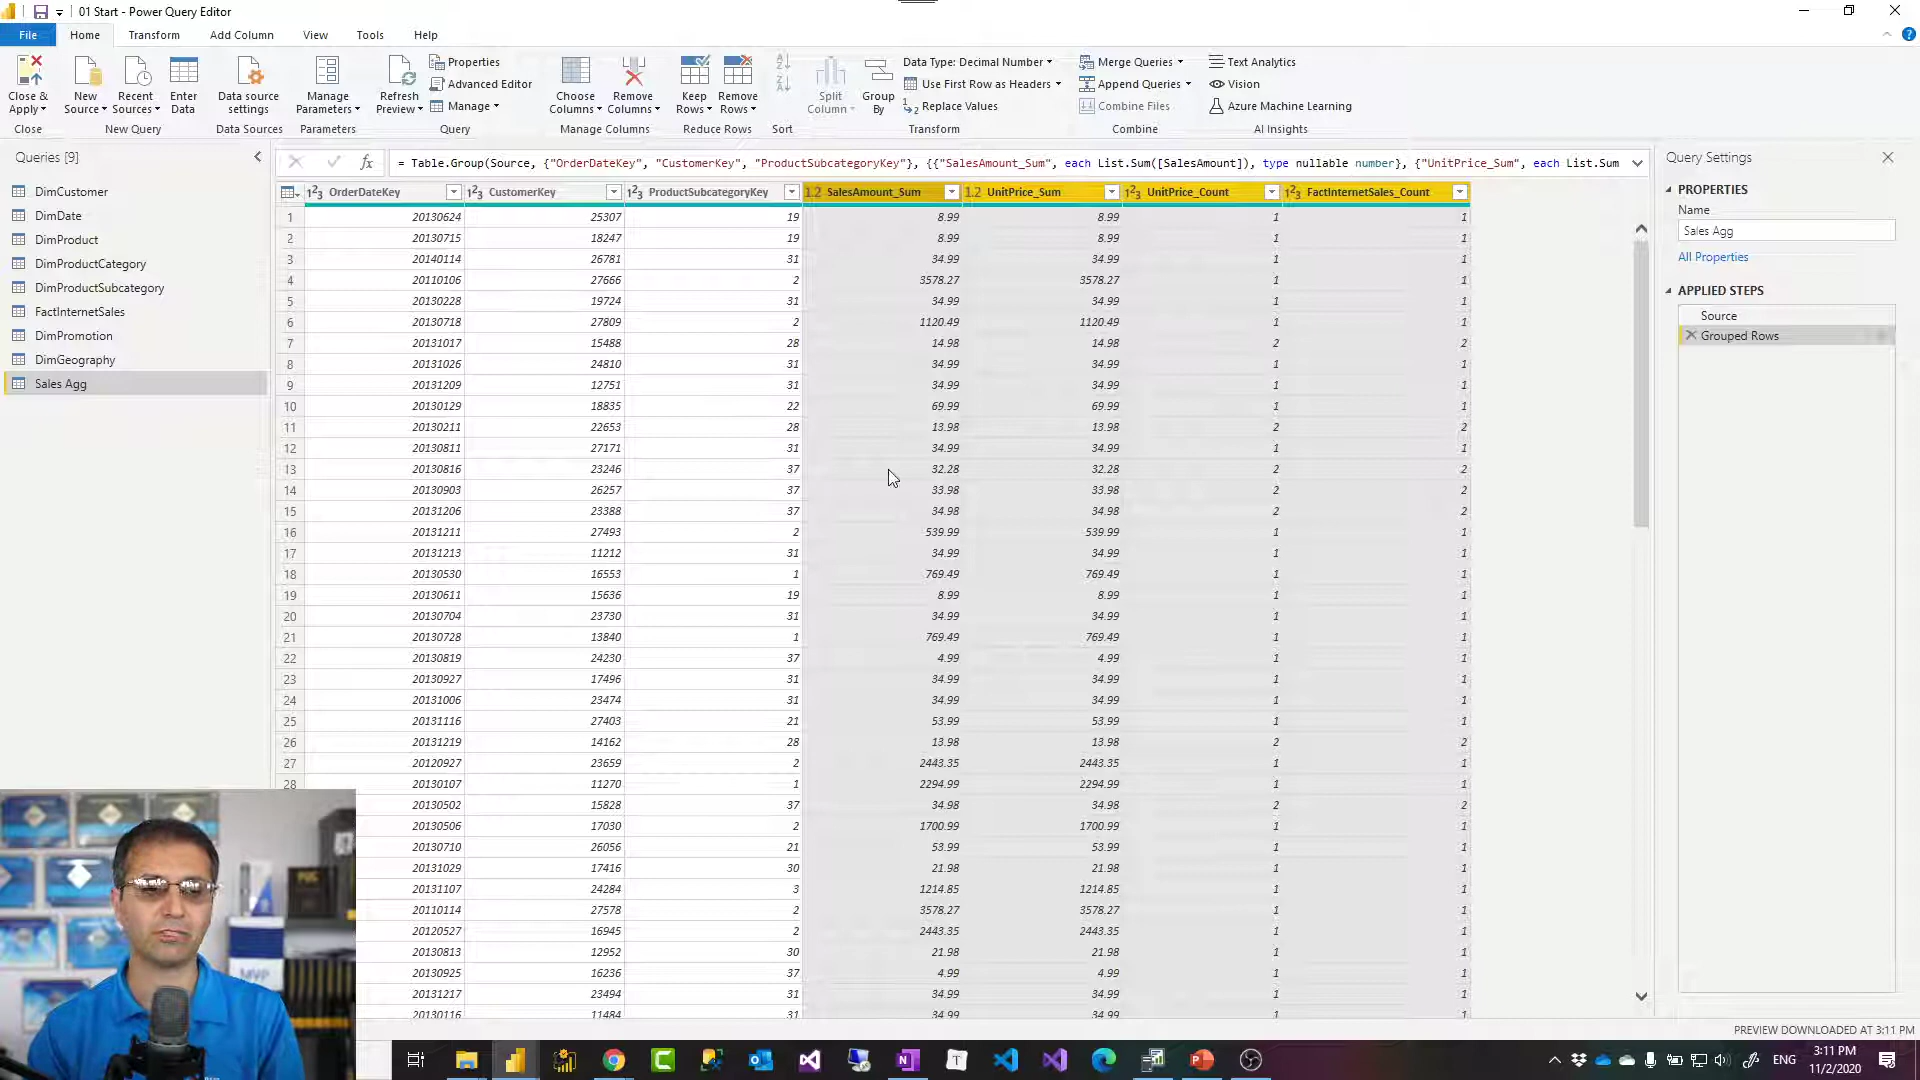 01 Start - Power Query Editor
File Home Transform Add Column View Tools Help
Close & Apply
New Source
Recent Sources
Enter Data
Data source settings
Manage Parameters
Refresh Preview
Properties
Advanced Editor
Manage
Choose Columns
Remove Columns
Keep Rows
Remove Rows
Split Column
Group By
Data Type: Decimal Number
Use First Row as Headers
Replace Values
Merge Queries
Append Queries
Combine Files
Text Analytics
Vision
Azure Machine Learning
Close New Query Data Sources Parameters Query Manage Columns Reduce Rows Sort Transform Combine AI Insights
Queries [9]
DimCustomer
DimDate
DimProduct
DimProductCategory
DimProductSubcategory
FactInternetSales
DimPromotion
DimGeography
Sales Agg
= Table.Group(Source, {"OrderDateKey", "CustomerKey", "ProductSubcategoryKey"}, {{"SalesAmount_Sum", each List.Sum([SalesAmount]), type nullable number}, {"UnitPrice_Sum", each List.Sum
OrderDateKey CustomerKey ProductSubcategoryKey SalesAmount_Sum UnitPrice_Sum UnitPrice_Count FactInternetSales_Count
1 20130624 25307 19 8.99 8.99 1 1
2 20130715 18247 19 8.99 8.99 1 1
3 20140114 26781 31 34.99 34.99 1 1
4 20110106 27666 2 3578.27 3578.27 1 1
5 20130228 19724 31 34.99 34.99 1 1
6 20130718 27809 2 1120.49 1120.49 1 1
7 20131017 15488 28 14.98 14.98 2 2
8 20131026 24810 31 34.99 34.99 1 1
9 20131209 12751 31 34.99 34.99 1 1
10 20130129 18835 22 69.99 69.99 1 1
11 20130211 22653 28 13.98 13.98 2 2
12 20130811 27171 31 34.99 34.99 1 1
13 20130816 23246 37 32.28 32.28 2 2
14 20130903 26257 37 33.98 33.98 2 2
15 20131206 23388 37 34.98 34.98 2 2
16 20131211 27493 2 539.99 539.99 1 1
17 20131213 11212 31 34.99 34.99 1 1
18 20130530 16553 1 769.49 769.49 1 1
19 20130611 15636 19 8.99 8.99 1 1
20 20130704 23730 31 34.99 34.99 1 1
21 20130728 13840 1 769.49 769.49 1 1
22 20130819 24230 37 4.99 4.99 1 1
23 20130927 17496 31 34.99 34.99 1 1
24 20131006 23474 31 34.99 34.99 1 1
25 20131116 27403 21 53.99 53.99 1 1
26 20131219 14162 28 13.98 13.98 2 2
27 20120927 23659 2 2443.35 2443.35 1 1
28 20130107 11270 1 2294.99 2294.99 1 1
20130502 15828 37 34.98 34.98 2 2
20130506 17030 2 1700.99 1700.99 1 1
20130710 26056 21 53.99 53.99 1 1
20131029 17416 30 21.98 21.98 1 1
20131107 24284 3 1214.85 1214.85 1 1
20110114 27578 2 3578.27 3578.27 1 1
20120527 16945 2 2443.35 2443.35 1 1
20130813 12952 30 21.98 21.98 1 1
20130925 16236 37 4.99 4.99 1 1
20131217 23494 31 34.99 34.99 1 1
20130116 11484 31 34.99 34.99 1 1
Query Settings
PROPERTIES
Name
Sales Agg
All Properties
APPLIED STEPS
Source
Grouped Rows
MVP
PREVIEW DOWNLOADED AT 3:11 PM
ENG
3:11 PM
11/2/2020